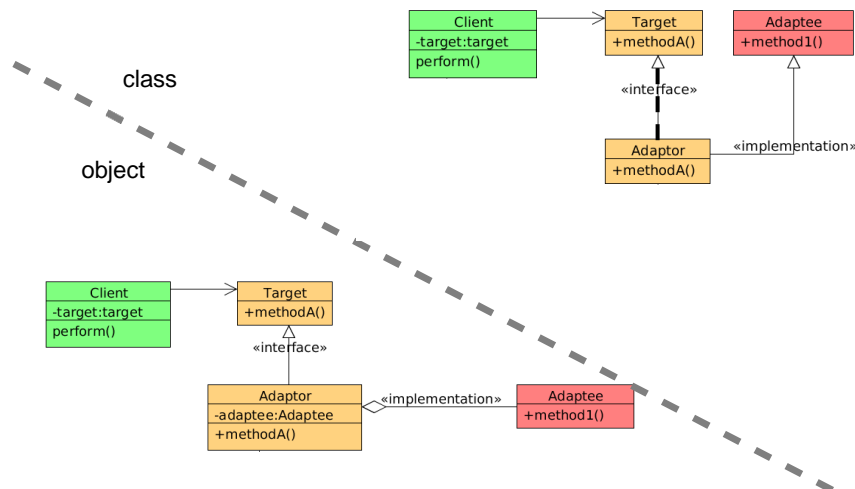 Client
-target:target
perform()
Target
+methodA()
Adaptee
+method1()
«interface»
Adaptor
+methodA()
«implementation»
class
object
Client
-target:target
perform()
Target
+methodA()
«interface»
Adaptor
-adaptee:Adaptee
+methodA()
«implementation»
Adaptee
+method1()